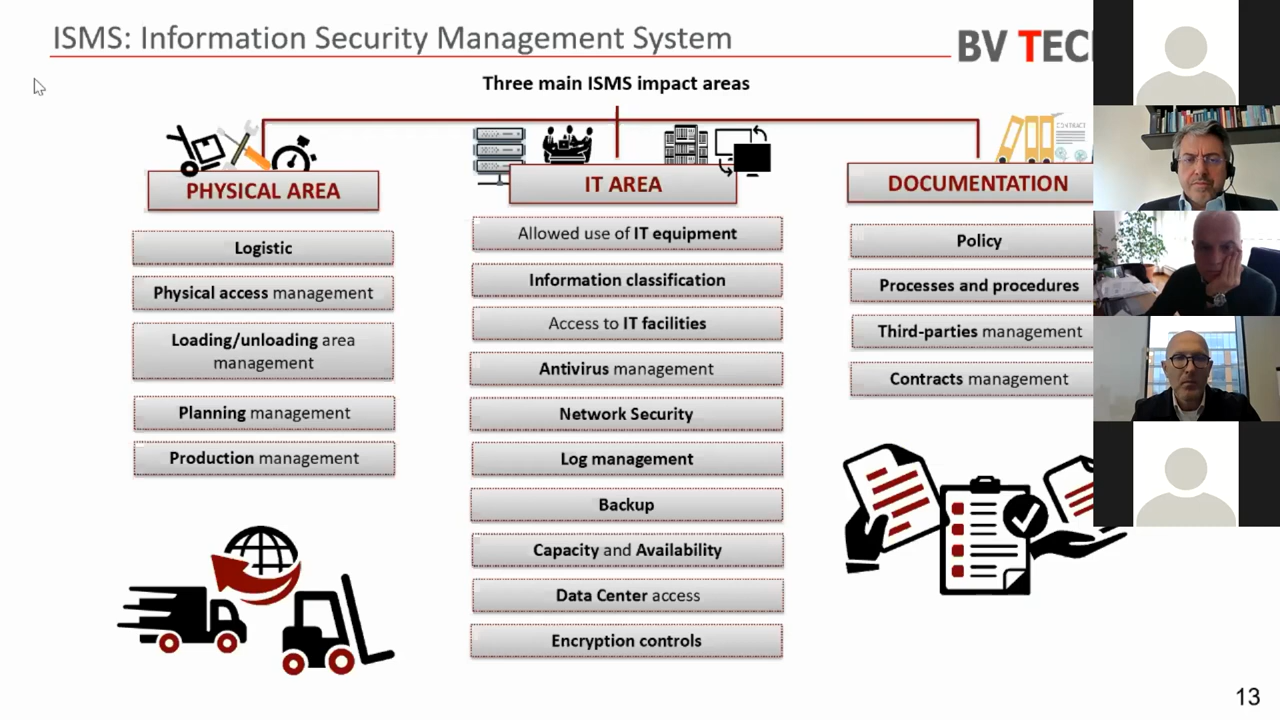 ISMS: Information Security Management System
BV TEC
Three main ISMS impact areas
CONTRACT
PHYSICAL AREA
Logistic
Physical access management
Loading/unloading area
management
Planning management
Production management
IT AREA
Allowed use of IT equipment
Information classification
Access to IT facilities
Antivirus management
Network Security
Log management
Backup
Capacity and Availability
Data Center access
Encryption controls
DOCUMENTATION
Policy
Processes and procedures
Third-parties management
Contracts management
13